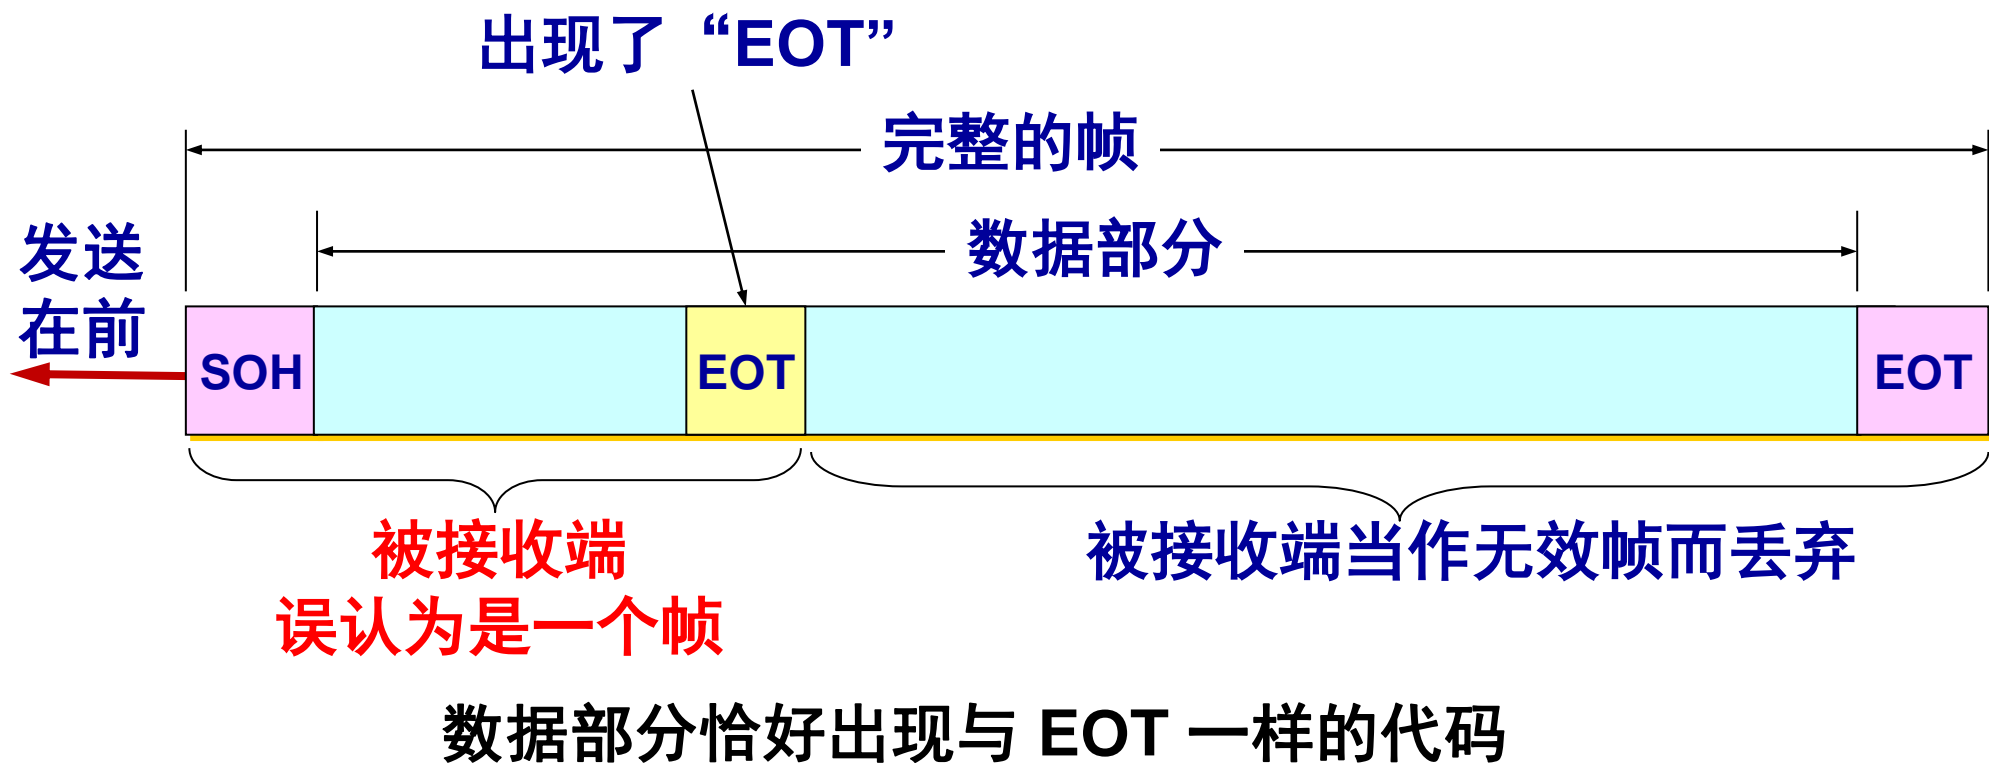 出现了“EOT”
完整的帧
数据部分
发送
在前
SOH
EOT
EOT
被接收端
误认为是一个帧
被接收端当作无效帧而丢弃
数据部分恰好出现与 EOT 一样的代码